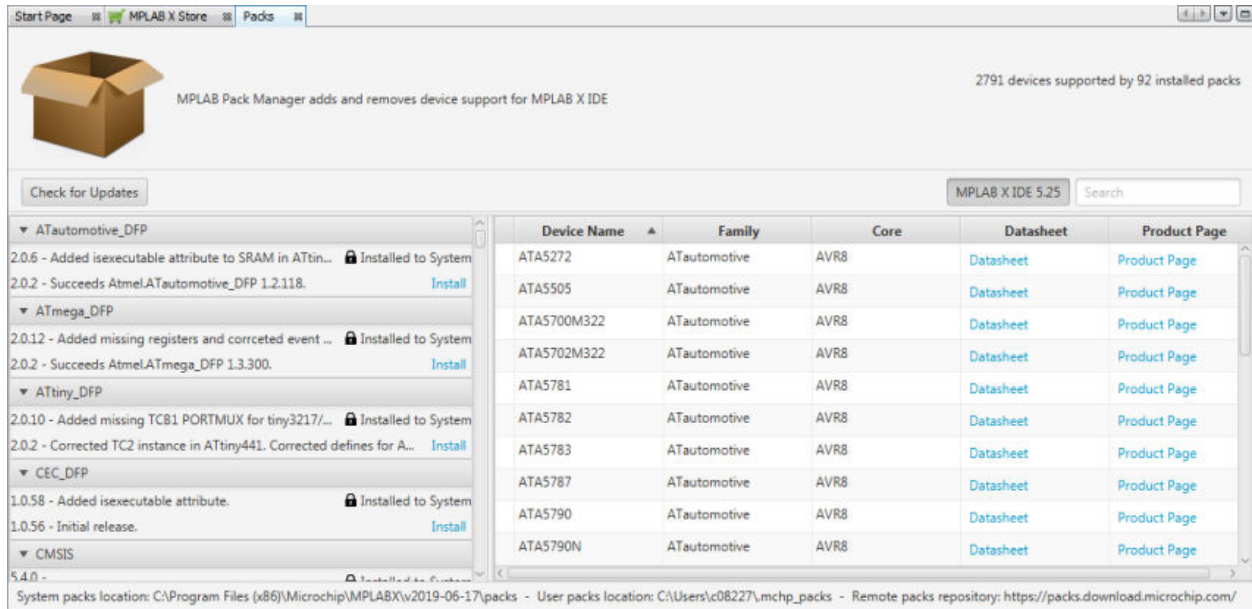 Start Page MPLAB X Store Packs
MPLAB Pack Manager adds and removes device support for MPLAB X IDE
2791 devices supported by 92 installed packs
Check for Updates
MPLAB X IDE 5.25
Search
ATautomotive_DFP
2.0.6 - Added isexecutable attribute to SRAM in ATtin... Installed to System
2.0.2 - Succeeds Atmel.ATautomotive_DFP 1.2.118. Install
ATmega_DFP
2.0.12 - Added missing registers and corrceted event ... Installed to System
2.0.2 - Succeeds Atmel.ATmega_DFP 1.3.300. Install
ATtiny_DFP
2.0.10 - Added missing TCB1 PORTMUX for tiny3217/... Installed to System
2.0.2 - Corrected TC2 instance in ATtiny441. Corrected defines for A... Install
CEC_DFP
1.0.58 - Added isexecutable attribute. Installed to System
1.0.56 - Initial release. Install
CMSIS
5.4.0 - Installed to System
Device Name Family Core Datasheet Product Page
ATA5272 ATautomotive AVR8 Datasheet Product Page
ATA5505 ATautomotive AVR8 Datasheet Product Page
ATA5700M322 ATautomotive AVR8 Datasheet Product Page
ATA5702M322 ATautomotive AVR8 Datasheet Product Page
ATA5781 ATautomotive AVR8 Datasheet Product Page
ATA5782 ATautomotive AVR8 Datasheet Product Page
ATA5783 ATautomotive AVR8 Datasheet Product Page
ATA5787 ATautomotive AVR8 Datasheet Product Page
ATA5790 ATautomotive AVR8 Datasheet Product Page
ATA5790N ATautomotive AVR8 Datasheet Product Page
System packs location: C:\Program Files (x86)\Microchip\MPLABX\v2019-06-17\packs - User packs location: C:\Users\c08227\.mchp_packs - Remote packs repository: https://packs.download.microchip.com/